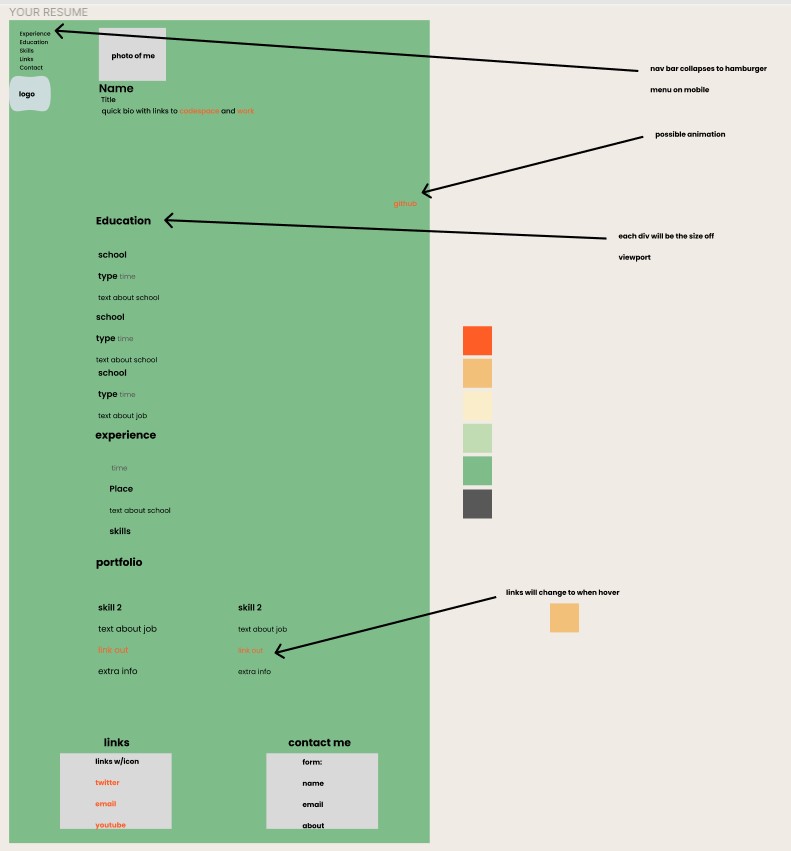 YOUR RESUME
Experience
Education
Skills
Links
Contact
logo
photo of me
Name
Title
quick bio with links to codespace and work
github
Education
school
type time
text about school
school
type time
text about school
school
type time
text about job
experience
time
Place
text about school
skills
portfolio
skill 2
text about job
link out
extra info
skill 2
text about job
link out
extra info
links
links w/icon
twitter
email
youtube
contact me
form:
name
email
about
nav bar collapses to hamburger
menu on mobile
possible animation
each div will be the size off
viewport
links will change to when hover